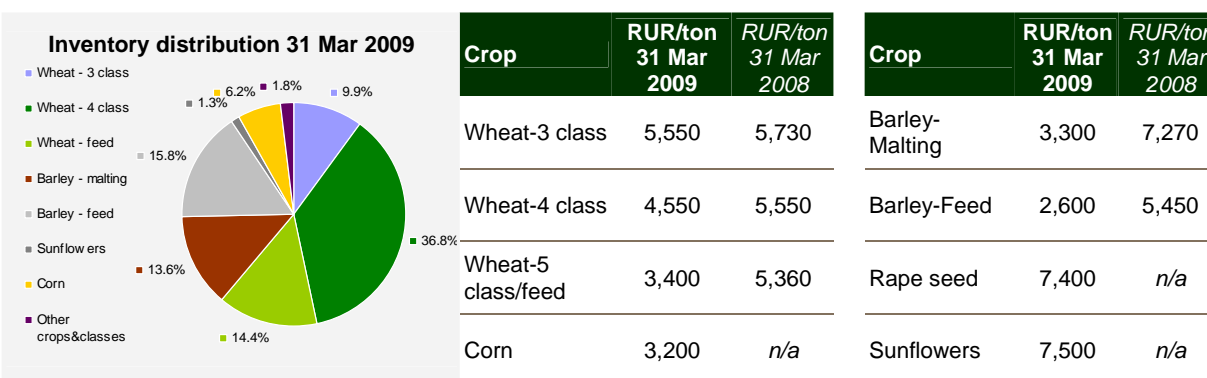 Inventory distribution 31 Mar 2009
Wheat - 3 class
Wheat - 4 class
Wheat - feed
Barley - malting
Barley - feed
Sunflowers
Corn
Other
crops&classes
9.9%
36.8%
14.4%
13.6%
15.8%
1.3%
6.2%
1.8%
Crop RUR/ton 31 Mar 2009 RUR/ton 31 Mar 2008
Wheat-3 class 5,550 5,730
Wheat-4 class 4,550 5,550
Wheat-5 class/feed 3,400 5,360
Corn 3,200 n/a
Crop RUR/ton 31 Mar 2009 RUR/ton 31 Mar 2008
Barley-Malting 3,300 7,270
Barley-Feed 2,600 5,450
Rape seed 7,400 n/a
Sunflowers 7,500 n/a